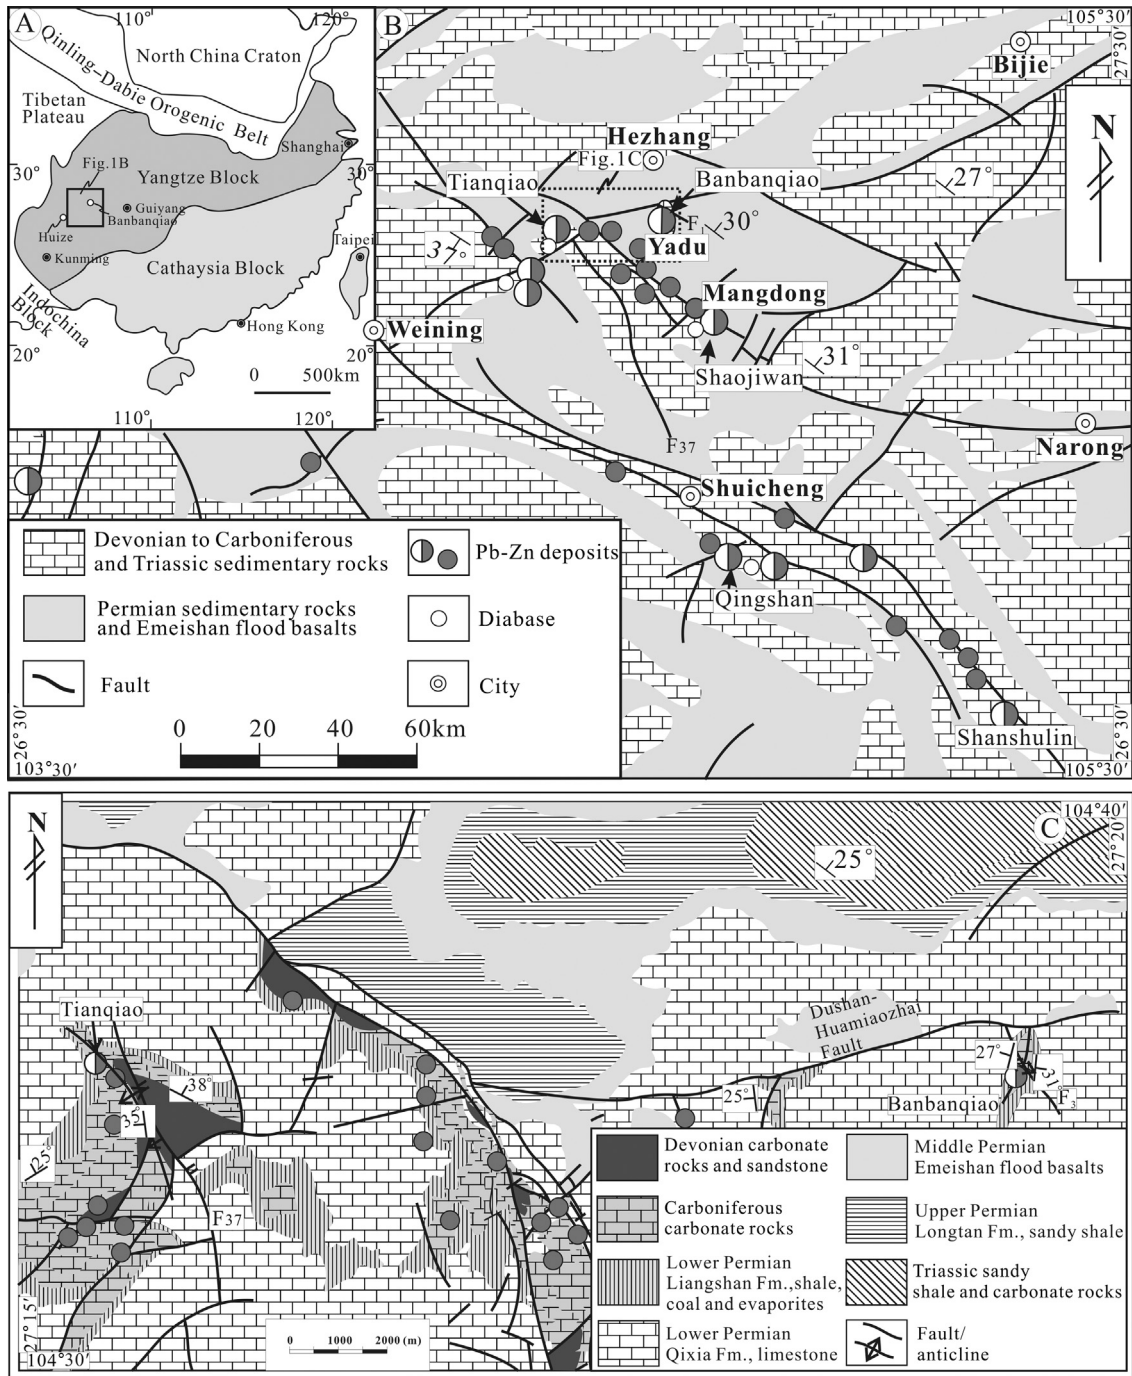 A
110°
120°
North China Craton
Qinling–Dabie Orogenic Belt
Tibetan
Plateau
Shanghai
30°
Fig.1B
30°
Yangtze Block
Guiyang
Banbanqiao
Huize
Kunming
Taipei
Cathaysia Block
Indochina
Block
Hong Kong
20°
20°
0 500km
110°
120°
B
105°30′
27°30′
Bijie
N
Hezhang
Fig.1C
Tianqiao
Banbanqiao
27°
F
30°
37°
Yadu
Mangdong
Weining
31°
Shaojiwan
F37
Narong
Shuicheng
Qingshan
Shanshulin
26°30′
105°30′
Devonian to Carboniferous
and Triassic sedimentary rocks
Pb-Zn deposits
Permian sedimentary rocks
and Emeishan flood basalts
Diabase
Fault
City
0 20 40 60km
26°30′
103°30′
N
C
104°40′
27°20′
25°
Tianqiao
Dushan-
Huamiaozhai
Fault
38°
35°
25°
27°
31°
25°
Banbanqiao
F3
F37
27°15′
104°30′
0 1000 2000 (m)
Devonian carbonate
rocks and sandstone
Middle Permian
Emeishan flood basalts
Carboniferous
carbonate rocks
Upper Permian
Longtan Fm., sandy shale
Lower Permian
Liangshan Fm.,shale,
coal and evaporites
Triassic sandy
shale and carbonate rocks
Lower Permian
Qixia Fm., limestone
Fault/
anticline